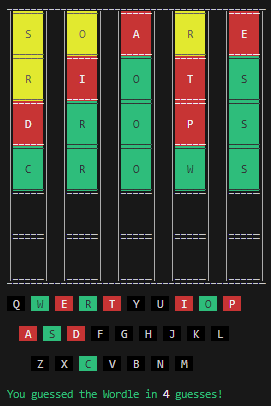 S O A R E
R I O T S
D R O P S
C R O W S
Q W E R T Y U I O P
A S D F G H J K L
Z X C V B N M
You guessed the Wordle in 4 guesses!